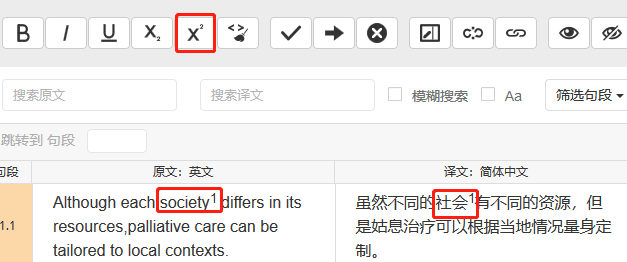 B I U X₂ X² </>
搜索原文 搜索译文 模糊搜索 Aa 筛选句段
跳转到 句段
句段 原文：英文 译文：简体中文
1.1
Although each society¹ differs in its
resources,palliative care can be
tailored to local contexts.
虽然不同的社会¹有不同的资源，但
是姑息治疗可以根据当地情况量身定
制。